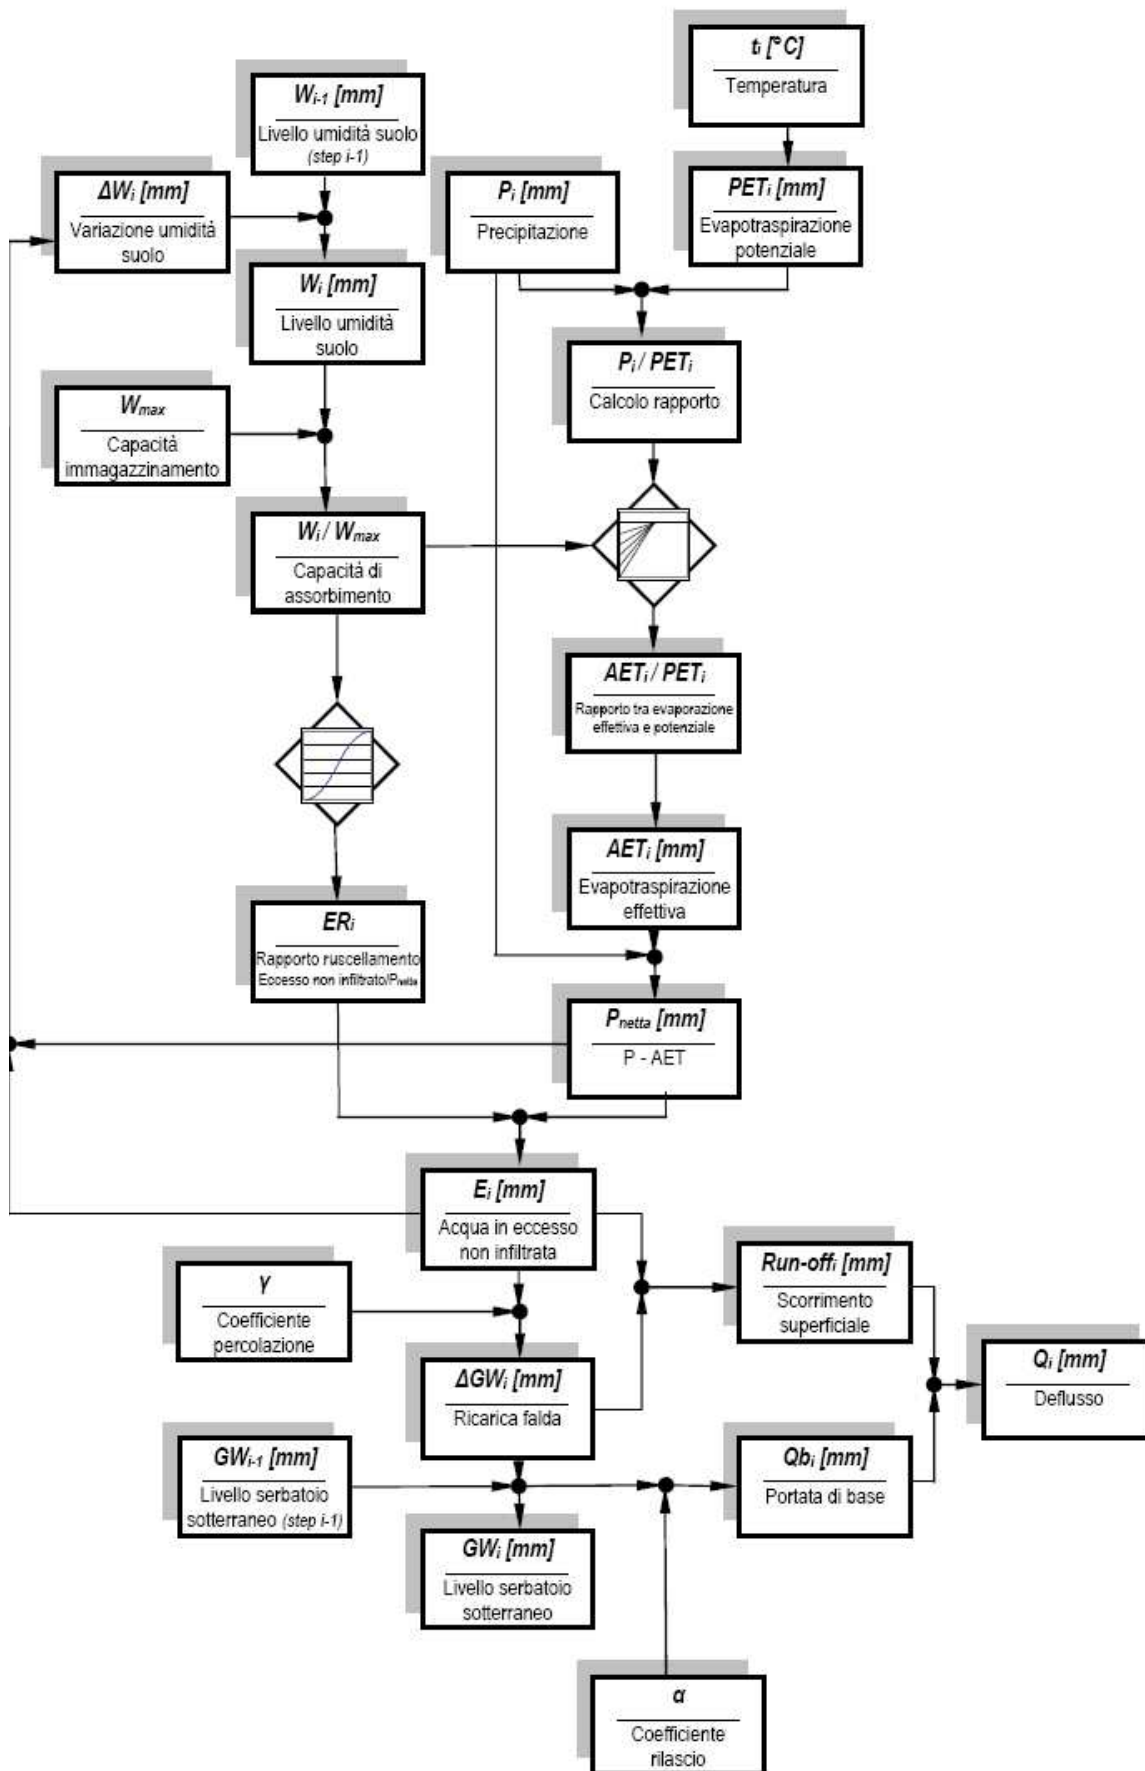 tᵢ [°C]
Temperatura
Wᵢ₋₁ [mm]
Livello umidità suolo
(step i-1)
ΔWᵢ [mm]
Variazione umidità
suolo
Pᵢ [mm]
Precipitazione
PETᵢ [mm]
Evapotraspirazione
potenziale
Wᵢ [mm]
Livello umidità
suolo
Pᵢ / PETᵢ
Calcolo rapporto
Wmax
Capacità
immagazzinamento
Wᵢ / Wmax
Capacità di
assorbimento
AETᵢ / PETᵢ
Rapporto tra evaporazione
effettiva e potenziale
AETᵢ [mm]
Evapotraspirazione
effettiva
ERᵢ
Rapporto ruscellamento
Eccesso non infiltrato/Pnetta
Pnetta [mm]
P - AET
Eᵢ [mm]
Acqua in eccesso
non infiltrata
γ
Coefficiente
percolazione
Run-offᵢ [mm]
Scorrimento
superficiale
ΔGWᵢ [mm]
Ricarica falda
Qᵢ [mm]
Deflusso
GWᵢ₋₁ [mm]
Livello serbatoio
sotterraneo (step i-1)
Qbᵢ [mm]
Portata di base
GWᵢ [mm]
Livello serbatoio
sotterraneo
α
Coefficiente
rilascio